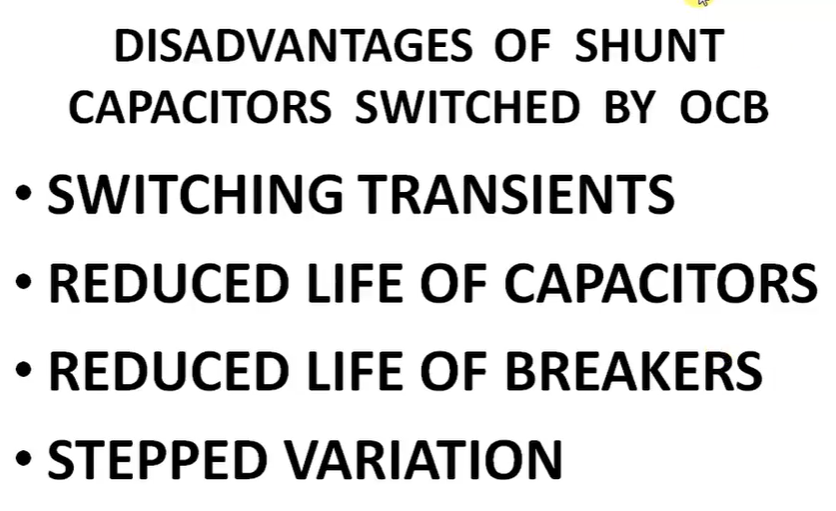 DISADVANTAGES OF SHUNT
CAPACITORS SWITCHED BY OCB
• SWITCHING TRANSIENTS
• REDUCED LIFE OF CAPACITORS
• REDUCED LIFE OF BREAKERS
• STEPPED VARIATION